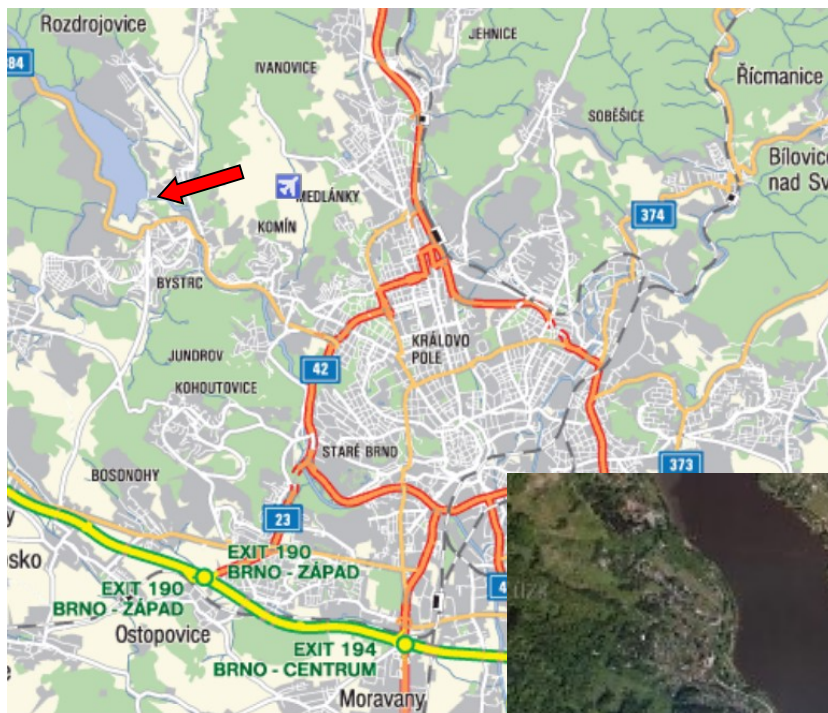 Rozdrojovice
JEHNICE
384
IVANOVICE
Řícmanice
SOBĚŠICE
Bílovice
nad Sv
MEDLÁNKY
374
KOMÍN
BYSTRC
KRÁLOVO
POLE
JUNDROV
42
KOHOUTOVICE
STARÉ BRNO
373
BOSONOHY
23
EXIT 190
BRNO - ZÁPAD
EXIT 190
BRNO - ZÁPAD
Ostopovice
EXIT 194
BRNO - CENTRUM
Moravany